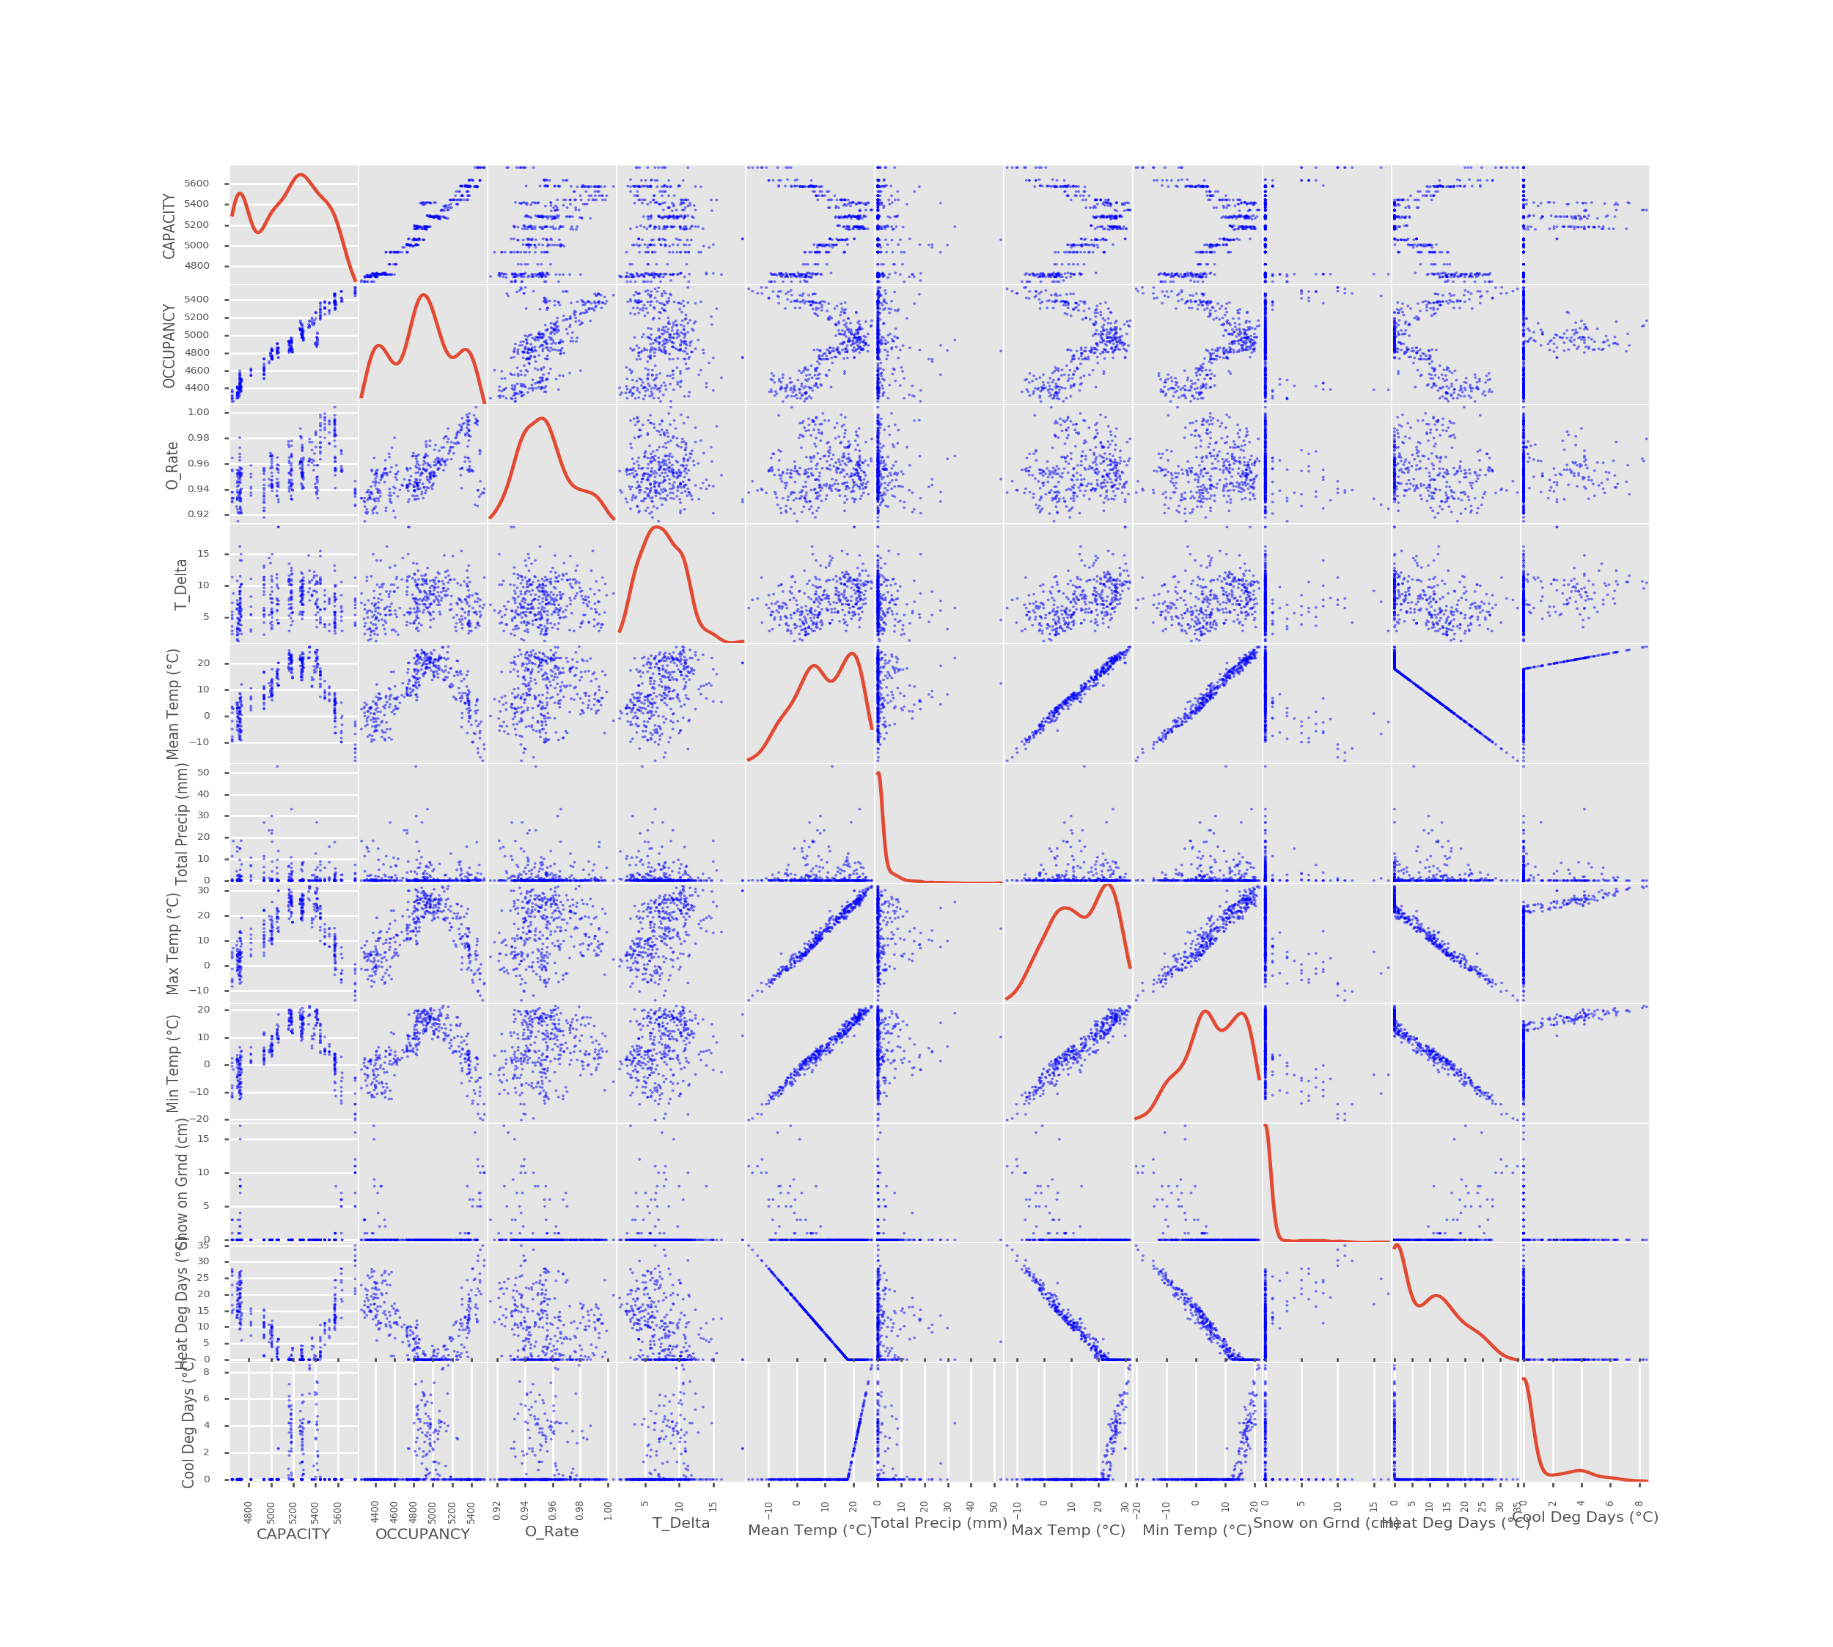 CAPACITY
5600
5400
5200
5000
4800
OCCUPANCY
5400
5200
5000
4800
4600
4400
O_Rate
1.00
0.98
0.96
0.94
0.92
T_Delta
15
10
5
Mean Temp (°C)
20
10
0
−10
Total Precip (mm)
50
40
30
20
10
0
Max Temp (°C)
30
20
10
0
−10
Min Temp (°C)
20
10
0
−10
−20
Snow on Grnd (cm)
15
10
5
0
Heat Deg Days (°C)
35
30
25
20
15
10
5
0
Cool Deg Days (°C)
8
6
4
2
0
4800 5000 5200 5400 5600
CAPACITY
4400 4600 4800 5000 5200 5400
OCCUPANCY
0.92 0.94 0.96 0.98 1.00
O_Rate
5 10 15
T_Delta
−10 0 10 20
Mean Temp (°C)
0 10 20 30 40 50
Total Precip (mm)
−10 0 10 20 30
Max Temp (°C)
−20 −10 0 10 20
Min Temp (°C)
0 5 10 15
Snow on Grnd (cm)
0 5 10 15 20 25 30 35
Heat Deg Days (°C)
0 2 4 6 8
Cool Deg Days (°C)